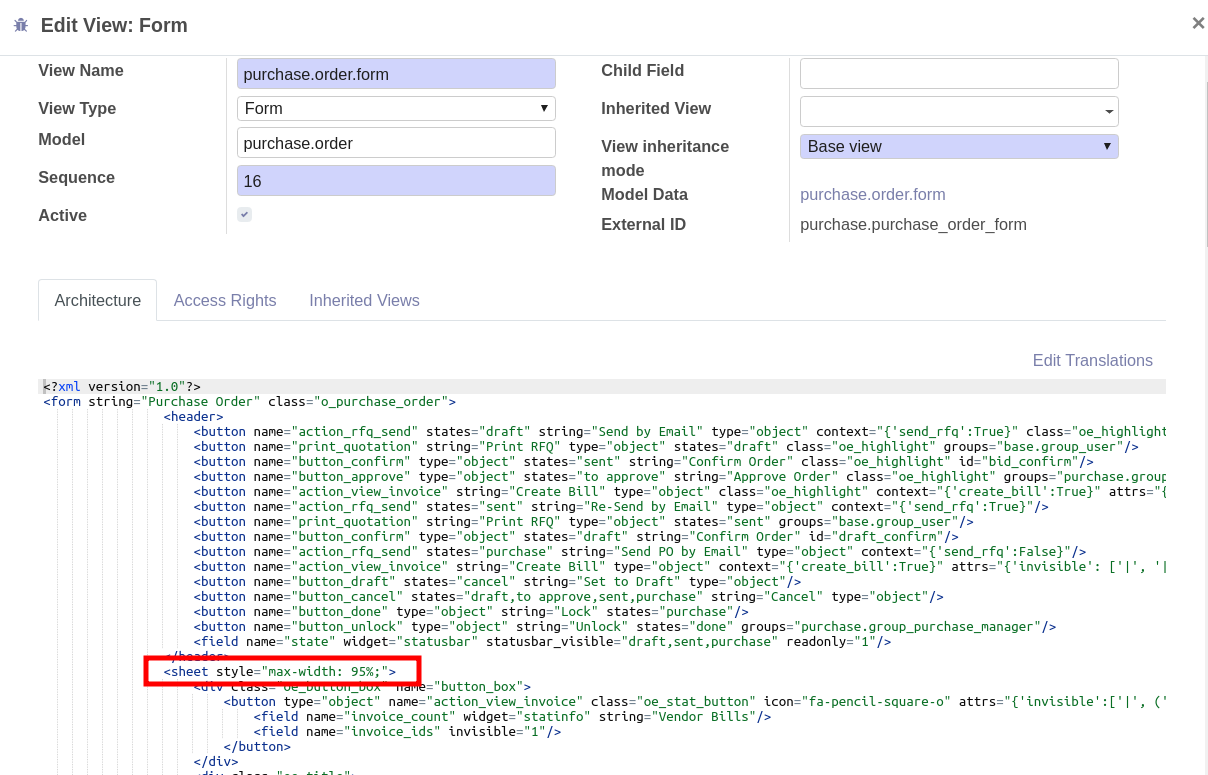 Edit View: Form ×
View Name purchase.order.form
View Type Form
Model purchase.order
Sequence 16
Active
Child Field
Inherited View
View inheritance mode Base view
Model Data purchase.order.form
External ID purchase.purchase_order_form
Architecture Access Rights Inherited Views
Edit Translations
<?xml version="1.0"?>
<form string="Purchase Order" class="o_purchase_order">
<header>
<button name="action_rfq_send" states="draft" string="Send by Email" type="object" context="{'send_rfq':True}" class="oe_highlight
<button name="print_quotation" string="Print RFQ" type="object" states="draft" class="oe_highlight" groups="base.group_user"/>
<button name="button_confirm" type="object" states="sent" string="Confirm Order" class="oe_highlight" id="bid_confirm"/>
<button name="button_approve" type="object" states="to approve" string="Approve Order" class="oe_highlight" groups="purchase.group
<button name="action_view_invoice" string="Create Bill" type="object" class="oe_highlight" context="{'create_bill':True}" attrs="{
<button name="action_rfq_send" states="sent" string="Re-Send by Email" type="object" context="{'send_rfq':True}"/>
<button name="print_quotation" string="Print RFQ" type="object" states="sent" groups="base.group_user"/>
<button name="button_confirm" type="object" states="draft" string="Confirm Order" id="draft_confirm"/>
<button name="action_rfq_send" states="purchase" string="Send PO by Email" type="object" context="{'send_rfq':False}"/>
<button name="action_view_invoice" string="Create Bill" type="object" context="{'create_bill':True}" attrs="{'invisible': ['|', '|
<button name="button_draft" states="cancel" string="Set to Draft" type="object"/>
<button name="button_cancel" states="draft,to approve,sent,purchase" string="Cancel" type="object"/>
<button name="button_done" type="object" string="Lock" states="purchase"/>
<button name="button_unlock" type="object" string="Unlock" states="done" groups="purchase.group_purchase_manager"/>
<field name="state" widget="statusbar" statusbar_visible="draft,sent,purchase" readonly="1"/>
</header>
<sheet style="max-width: 95%;">
<div class="oe_button_box" name="button_box">
<button type="object" name="action_view_invoice" class="oe_stat_button" icon="fa-pencil-square-o" attrs="{'invisible':['|', ('
<field name="invoice_count" widget="statinfo" string="Vendor Bills"/>
<field name="invoice_ids" invisible="1"/>
</button>
</div>
<div class="oe_title">